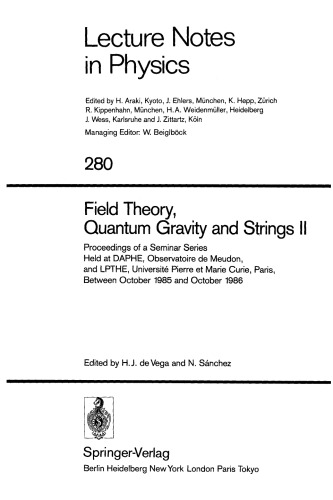 Lecture Notes
in Physics
Edited by H. Araki, Kyoto, J. Ehlers, München, K. Hepp, Zürich
R. Kippenhahn, München, H. A. Weidenmüller, Heidelberg
J. Wess, Karlsruhe and J. Zittartz, Köln
Managing Editor: W. Beiglböck
280
Field Theory,
Quantum Gravity and Strings II
Proceedings of a Seminar Series
Held at DAPHE, Observatoire de Meudon,
and LPTHE, Université Pierre et Marie Curie, Paris,
Between October 1985 and October 1986
Edited by H. J. de Vega and N. Sánchez
Springer-Verlag
Berlin Heidelberg New York London Paris Tokyo